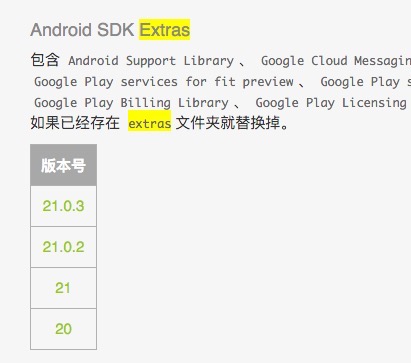 Android SDK Extras
包含 Android Support Library 、 Google Cloud Messagin
Google Play services for fit preview 、 Google Play s
Google Play Billing Library 、 Google Play Licensing
如果已经存在 extras 文件夹就替换掉。
版本号
21.0.3
21.0.2
21
20